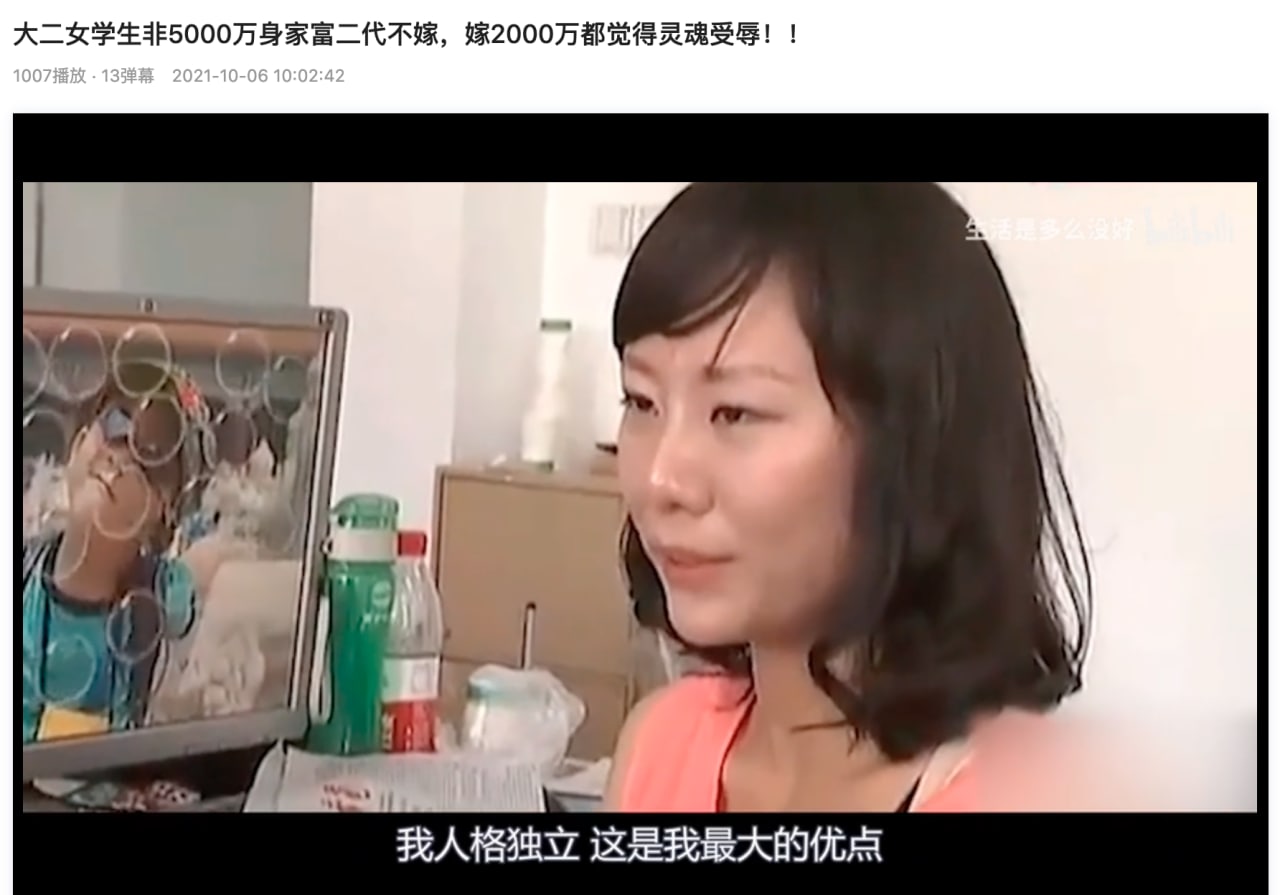 大二女学生非5000万身家富二代不嫁，嫁2000万都觉得灵魂受辱！！
1007播放 · 13弹幕 2021-10-06 10:02:42
生活是多么没好 bilibili
我人格独立 这是我最大的优点